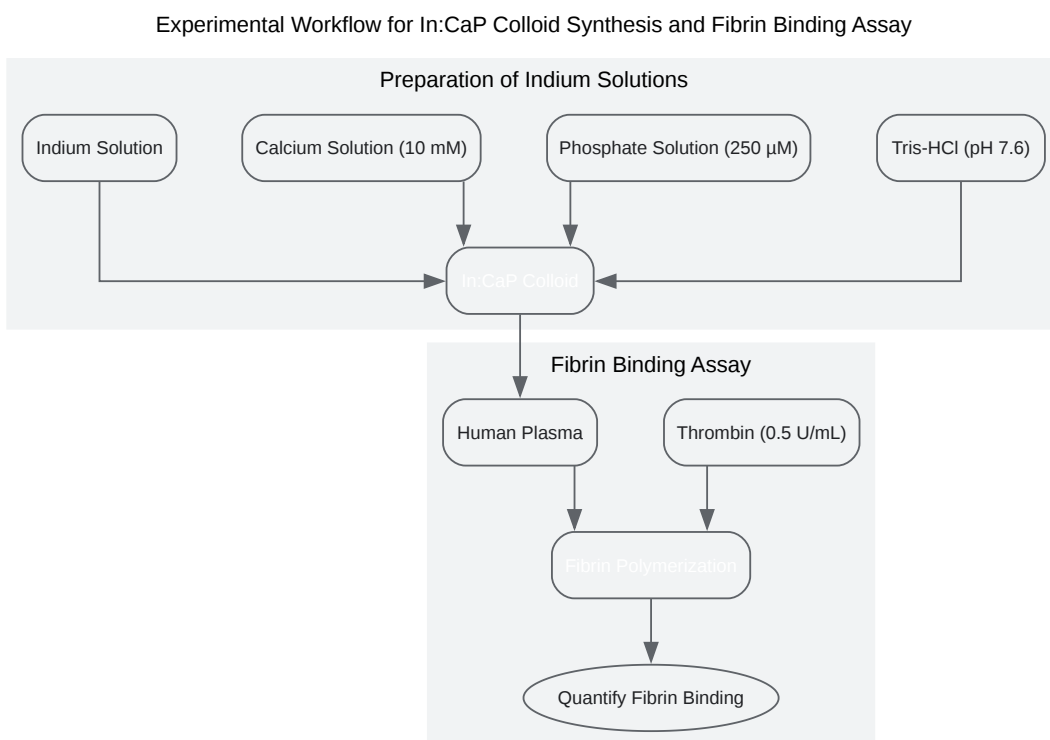 Experimental Workflow for In:CaP Colloid Synthesis and Fibrin Binding Assay
Preparation of Indium Solutions
Indium Solution
Calcium Solution (10 mM)
Phosphate Solution (250 µM)
Tris-HCl (pH 7.6)
In:CaP Colloid
Fibrin Binding Assay
Human Plasma
Thrombin (0.5 U/mL)
Fibrin Polymerization
Quantify Fibrin Binding